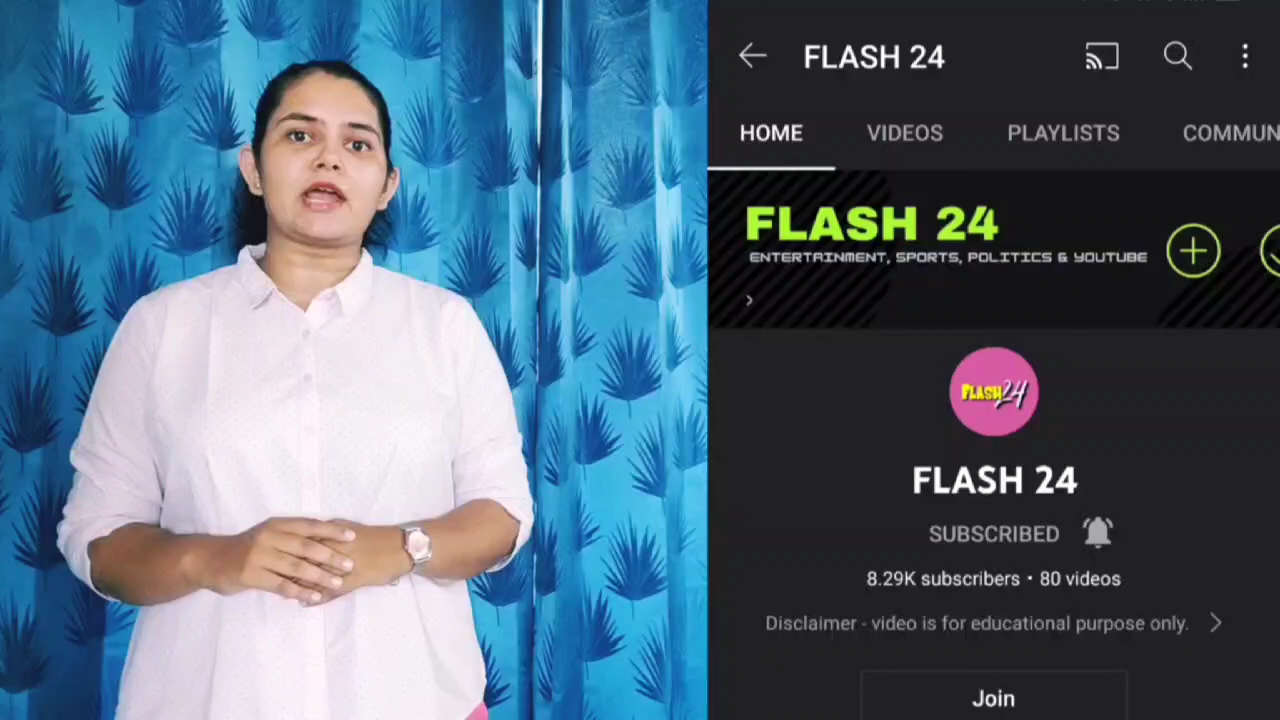 FLASH 24
HOME VIDEOS PLAYLISTS COMMUN
FLASH 24
ENTERTAINMENT, SPORTS, POLITICS & YOUTUBE
FLASH24
FLASH 24
SUBSCRIBED
8.29K subscribers • 80 videos
Disclaimer - video is for educational purpose only.
Join